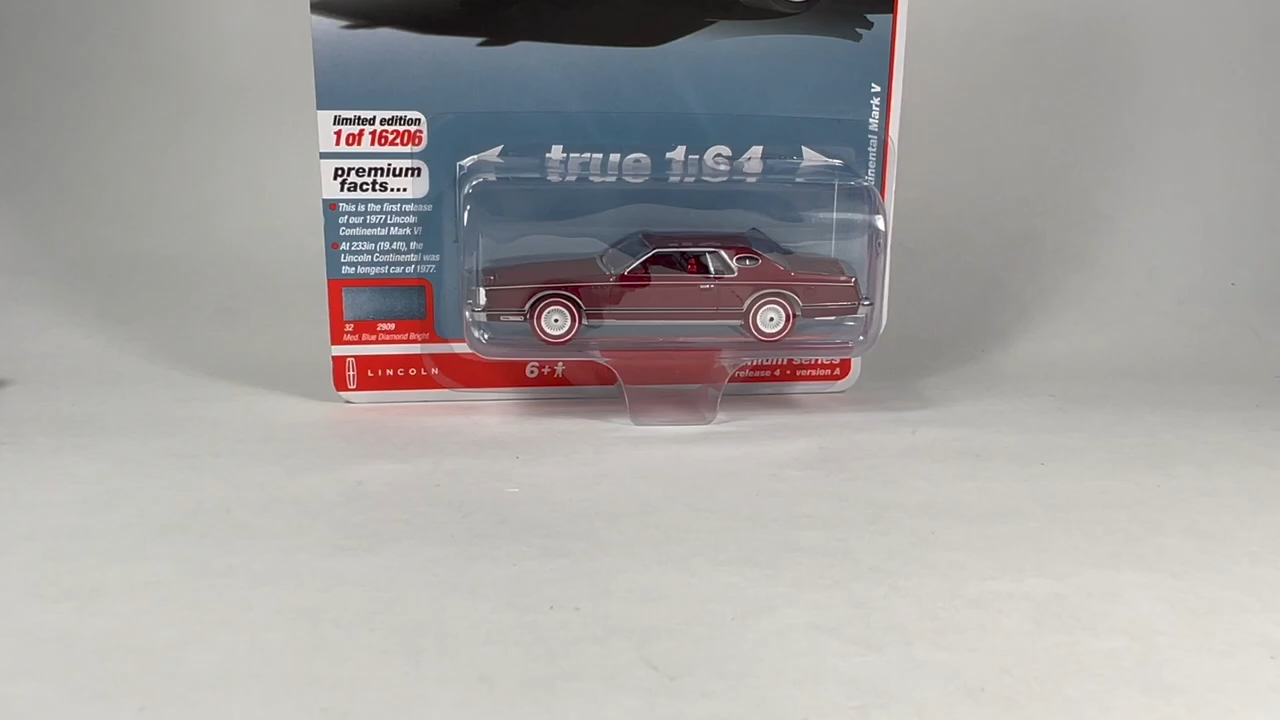 limited edition
1 of 16206
premium
facts...
This is the first release
of our 1977 Lincoln
Continental Mark V!
At 233in (19.4ft), the
Lincoln Continental was
the longest car of 1977.
32 2909
Med. Blue Diamond Bright
LINCOLN
true 1:64
Mark V
6+
series
release 4 • version A